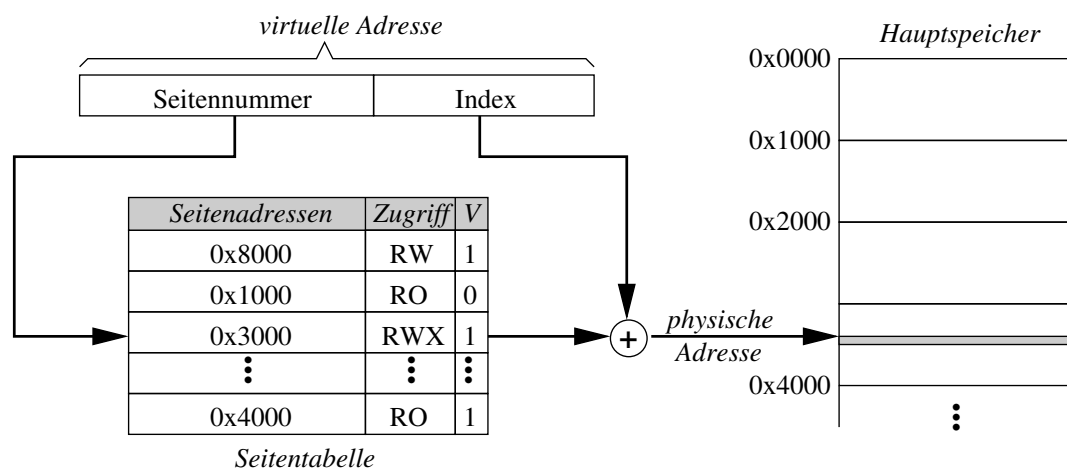 virtuelle Adresse
Seitennummer Index
Seitenadressen Zugriff V
0x8000 RW 1
0x1000 RO 0
0x3000 RWX 1
0x4000 RO 1
Seitentabelle
+
physische
Adresse
Hauptspeicher
0x0000
0x1000
0x2000
0x4000